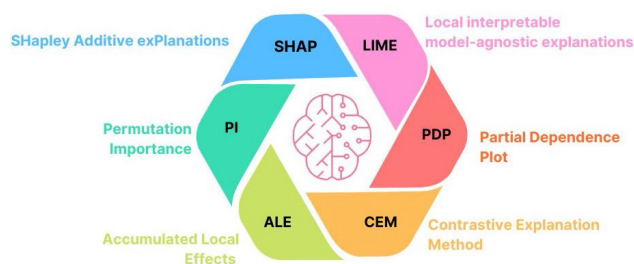 SHapley Additive exPlanations
SHAP
LIME
Local interpretable
model-agnostic explanations
Permutation
Importance
PI
PDP
Partial Dependence
Plot
Accumulated Local
Effects
ALE
CEM
Contrastive Explanation
Method